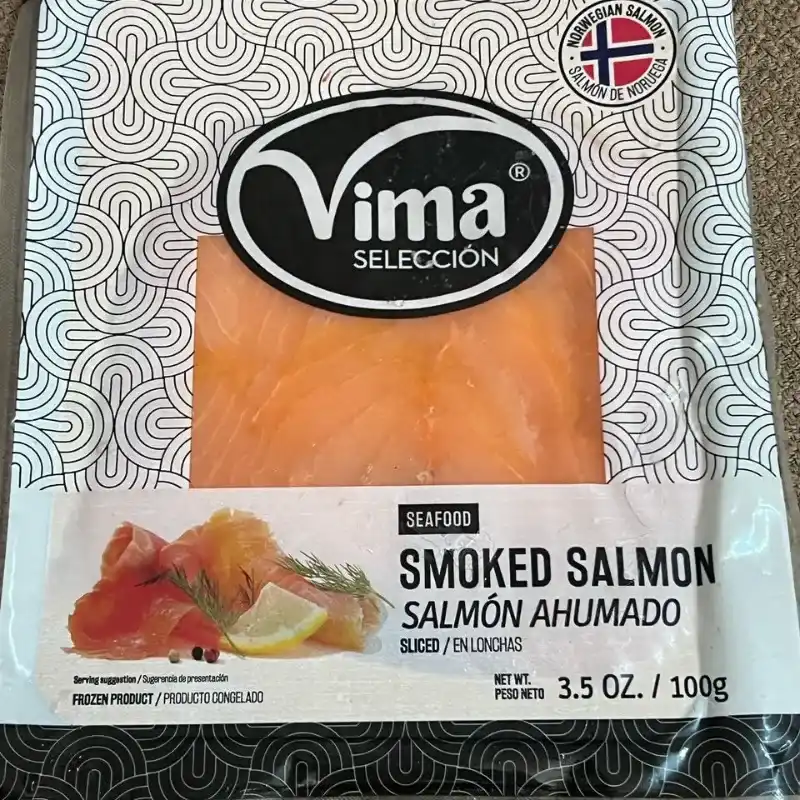 NORWEGIAN SALMON
SALMÓN DE NORUEGA
Vima®
SELECCIÓN
SEAFOOD
SMOKED SALMON
SALMÓN AHUMADO
SLICED / EN LONCHAS
Serving suggestion / Sugerencia de presentación
FROZEN PRODUCT / PRODUCTO CONGELADO
NET WT.
PESO NETO 3.5 OZ. / 100g